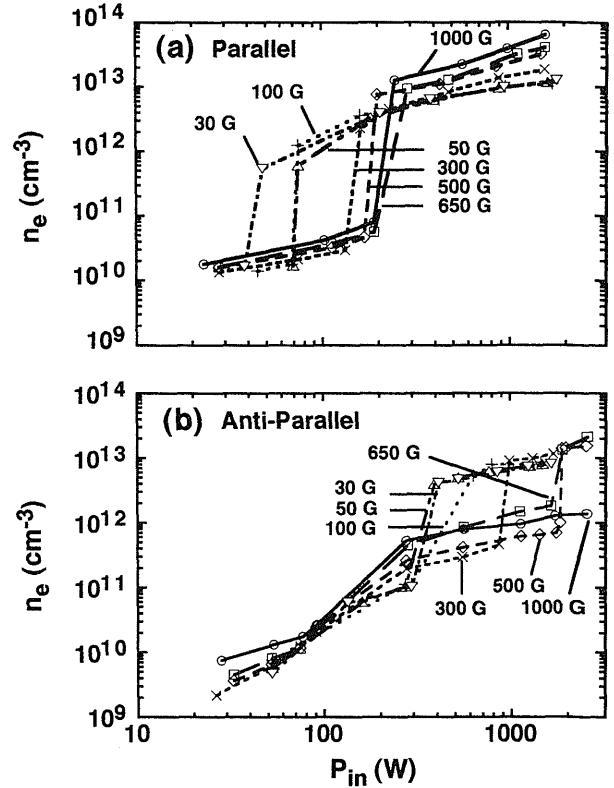 10^14
(a) Parallel
1000 G
10^13
100 G
30 G
50 G
300 G
500 G
650 G
n_e (cm^-3)
10^12
10^11
10^10
10^9
10^14
(b) Anti-Parallel
650 G
10^13
30 G
50 G
100 G
n_e (cm^-3)
10^12
500 G
300 G
1000 G
10^11
10^10
10^9
10
100
1000
P_in (W)